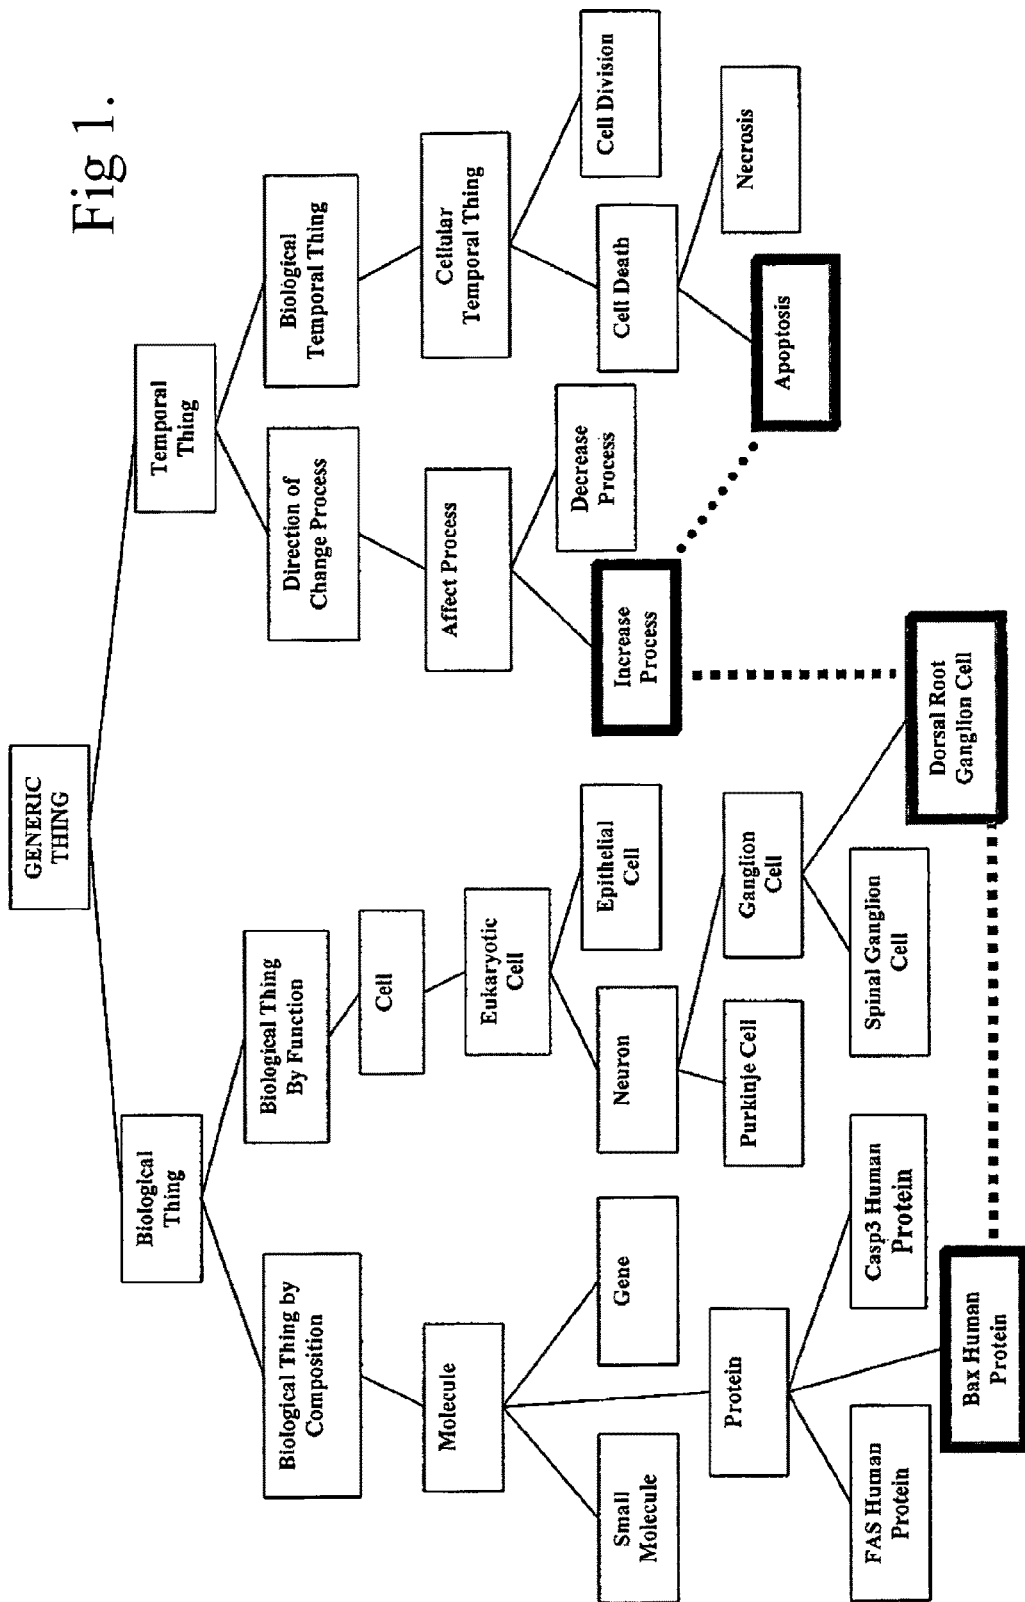 Fig 1.
GENERIC
THING
Biological
Thing
Temporal
Thing
Biological Thing by
Composition
Biological Thing
By Function
Direction of
Change Process
Biological
Temporal Thing
Molecule
Cell
Affect Process
Cellular
Temporal Thing
Eukaryotic
Cell
Small
Molecule
Gene
Neuron
Epithelial
Cell
Increase
Process
Decrease
Process
Cell Death
Cell Division
Protein
Purkinje Cell
Ganglion
Cell
Apoptosis
Necrosis
FAS Human
Protein
Casp3 Human
Protein
Spinal Ganglion
Cell
Dorsal Root
Ganglion Cell
Bax Human
Protein